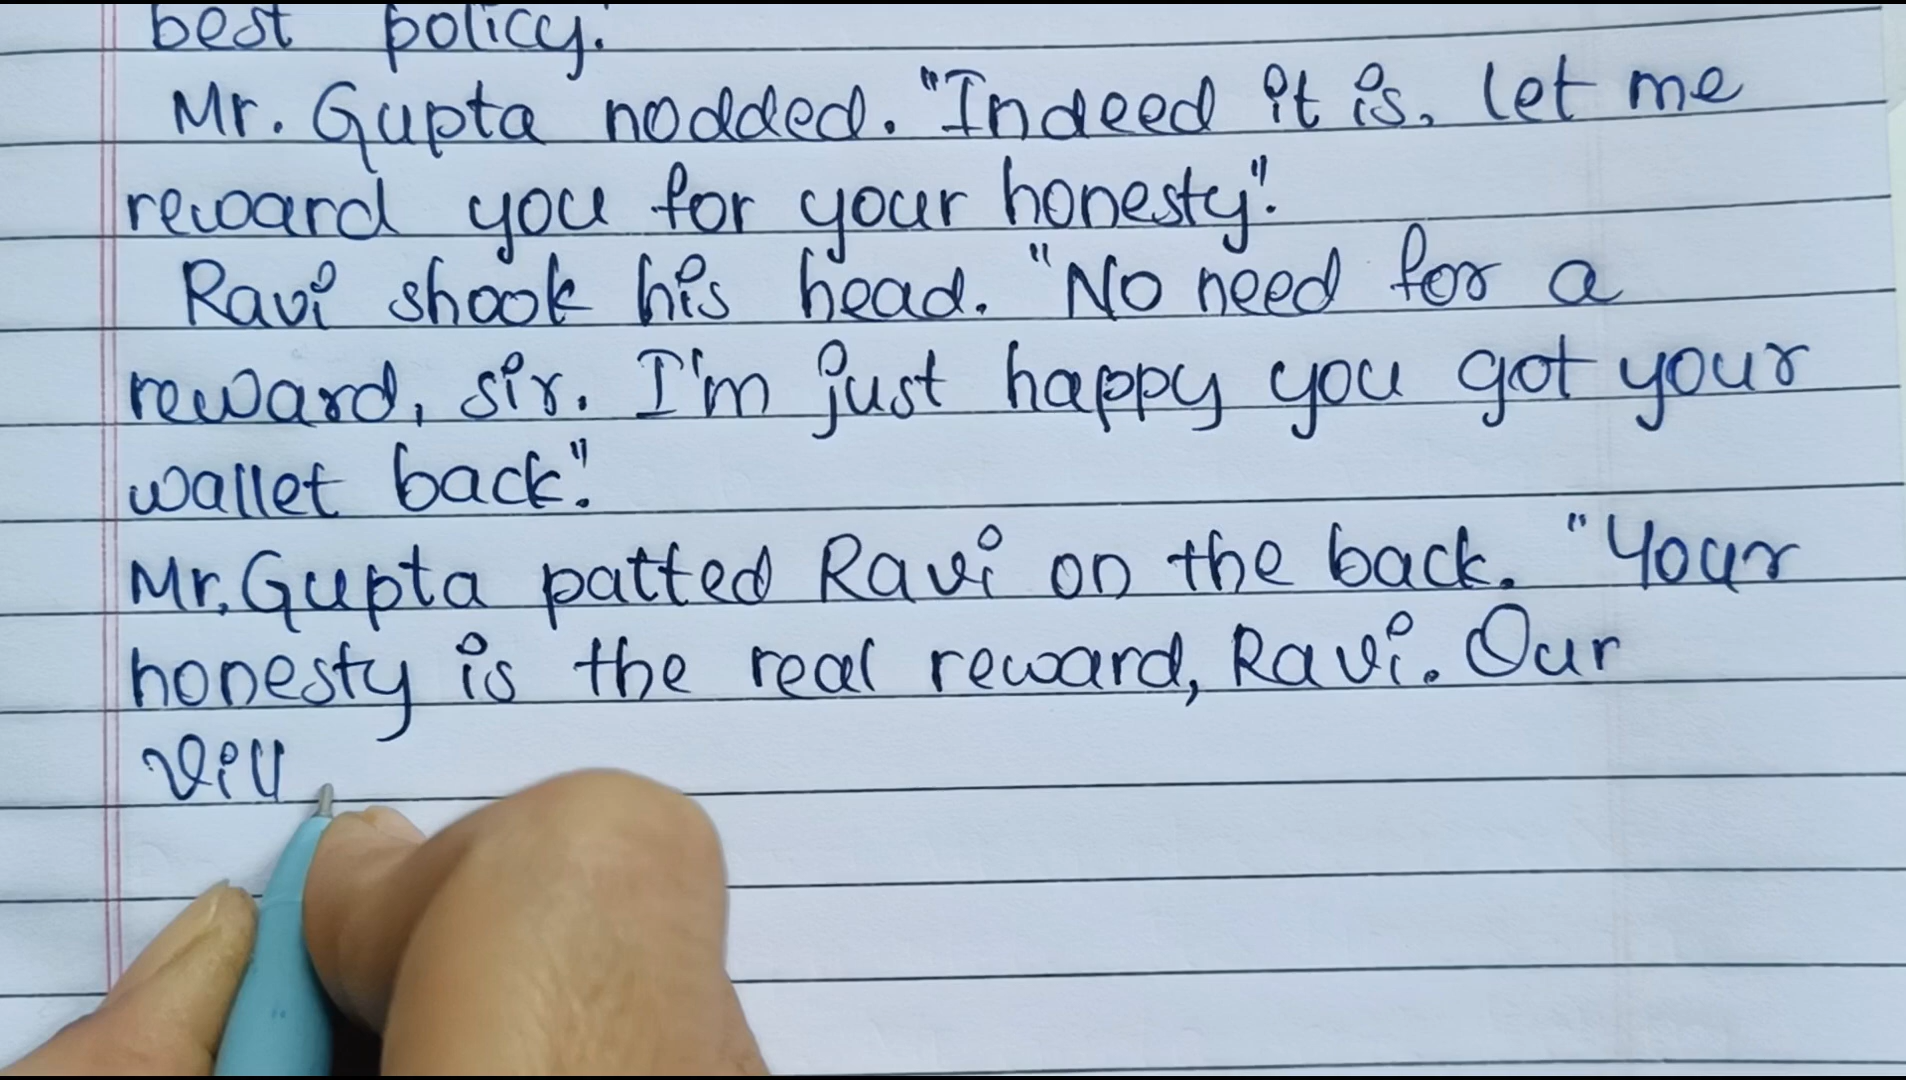 best policy.
Mr. Gupta nodded. "Indeed it is. let me
reward you for your honesty".
Ravi shook his head. "No need for a
reward, sir. I'm just happy you got your
wallet back".
Mr. Gupta patted Ravi on the back. "Your
honesty is the real reward, Ravi. Our
Vill